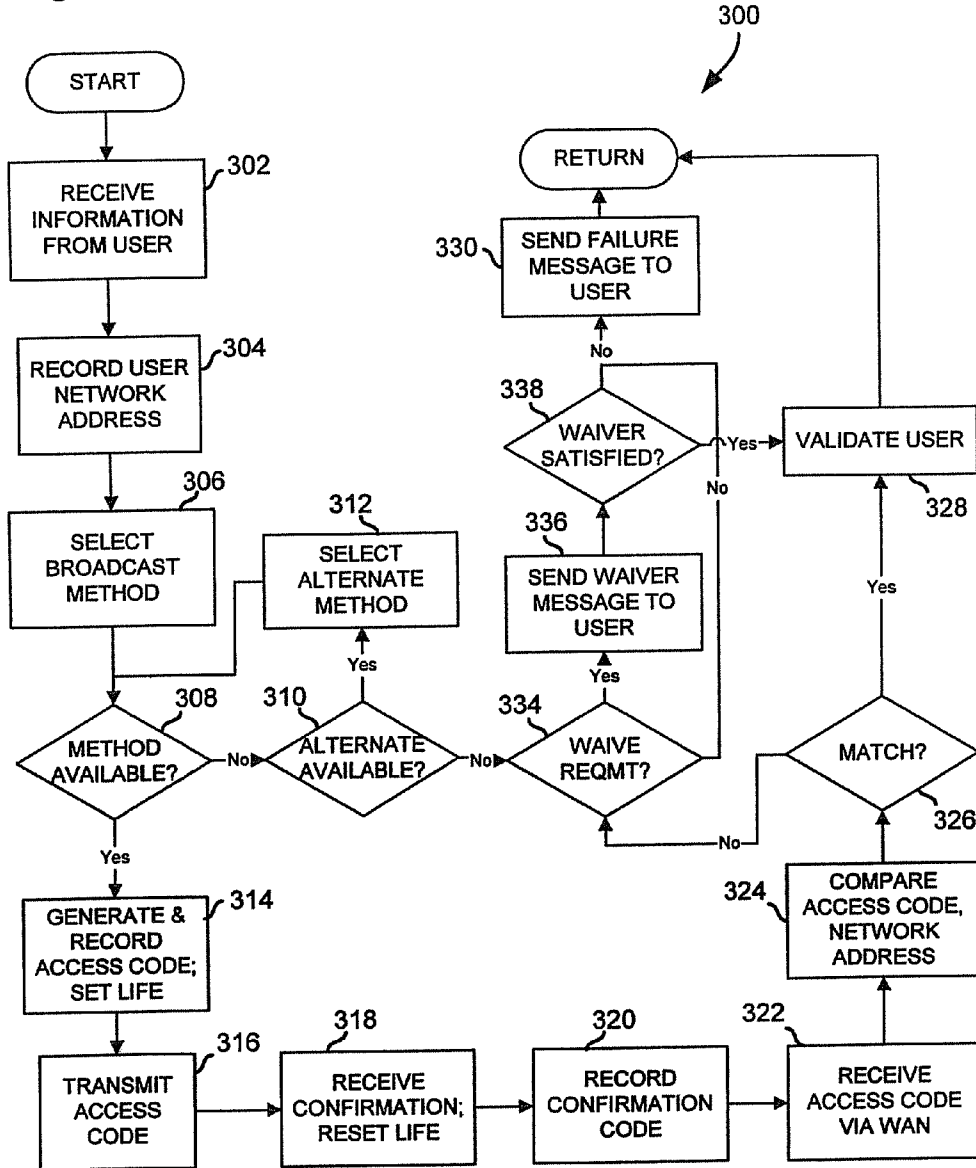 300
START
RETURN
302
RECEIVE
INFORMATION
FROM USER
330
SEND FAILURE
MESSAGE TO
USER
No
304
RECORD USER
NETWORK
ADDRESS
338
WAIVER
SATISFIED?
Yes
VALIDATE USER
328
No
306
SELECT
BROADCAST
METHOD
312
SELECT
ALTERNATE
METHOD
336
SEND WAIVER
MESSAGE TO
USER
Yes
Yes
Yes
308
METHOD
AVAILABLE?
No
310
ALTERNATE
AVAILABLE?
No
334
WAIVE
REQMT?
MATCH?
326
No
Yes
314
GENERATE &
RECORD
ACCESS CODE;
SET LIFE
324
COMPARE
ACCESS CODE,
NETWORK
ADDRESS
316
TRANSMIT
ACCESS
CODE
318
RECEIVE
CONFIRMATION;
RESET LIFE
320
RECORD
CONFIRMATION
CODE
322
RECEIVE
ACCESS CODE
VIA WAN